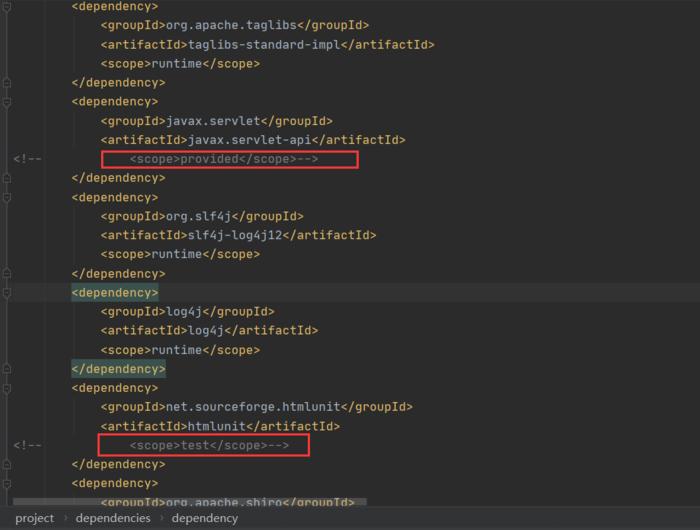 <dependency>
<groupId>org.apache.taglibs</groupId>
<artifactId>taglibs-standard-impl</artifactId>
<scope>runtime</scope>
</dependency>
<dependency>
<groupId>javax.servlet</groupId>
<artifactId>javax.servlet-api</artifactId>
<!-- <scope>provided</scope>-->
</dependency>
<dependency>
<groupId>org.slf4j</groupId>
<artifactId>slf4j-log4j12</artifactId>
<scope>runtime</scope>
</dependency>
<dependency>
<groupId>log4j</groupId>
<artifactId>log4j</artifactId>
<scope>runtime</scope>
</dependency>
<dependency>
<groupId>net.sourceforge.htmlunit</groupId>
<artifactId>htmlunit</artifactId>
<!-- <scope>test</scope>-->
</dependency>
<dependency>
<groupId>org.apache.shiro</groupId>
project › dependencies › dependency